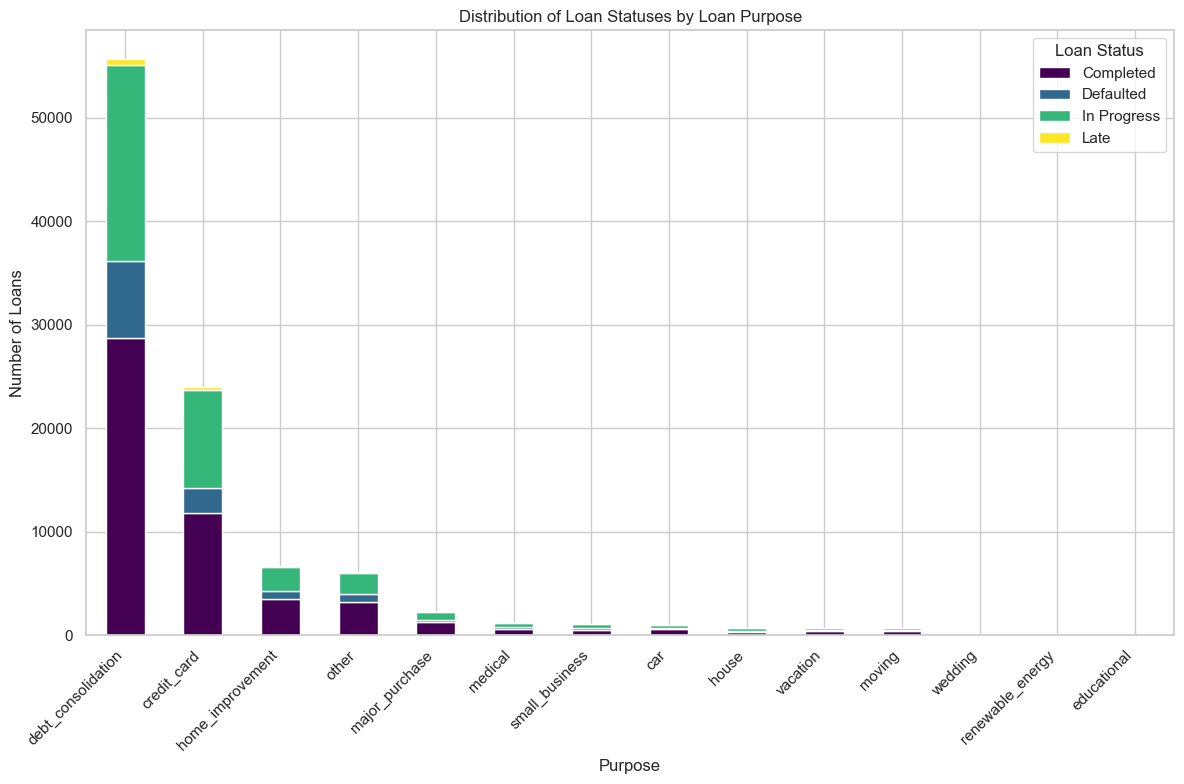 Distribution of Loan Statuses by Loan Purpose
Loan Status
Completed
Defaulted
In Progress
Late
Number of Loans
50000
40000
30000
20000
10000
0
debt_consolidation
credit_card
home_improvement
other
major_purchase
medical
small_business
car
house
vacation
moving
wedding
renewable_energy
educational
Purpose